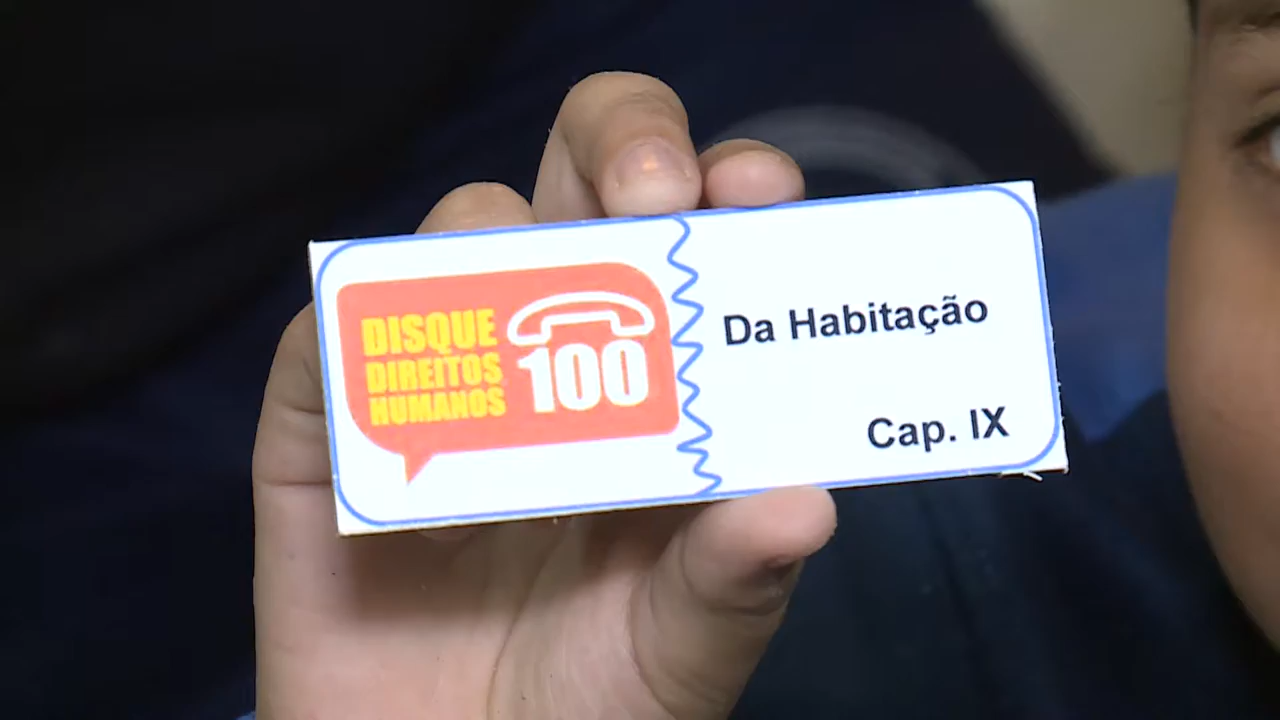 DISQUE
DIREITOS
HUMANOS
100
Da Habitação
Cap. IX